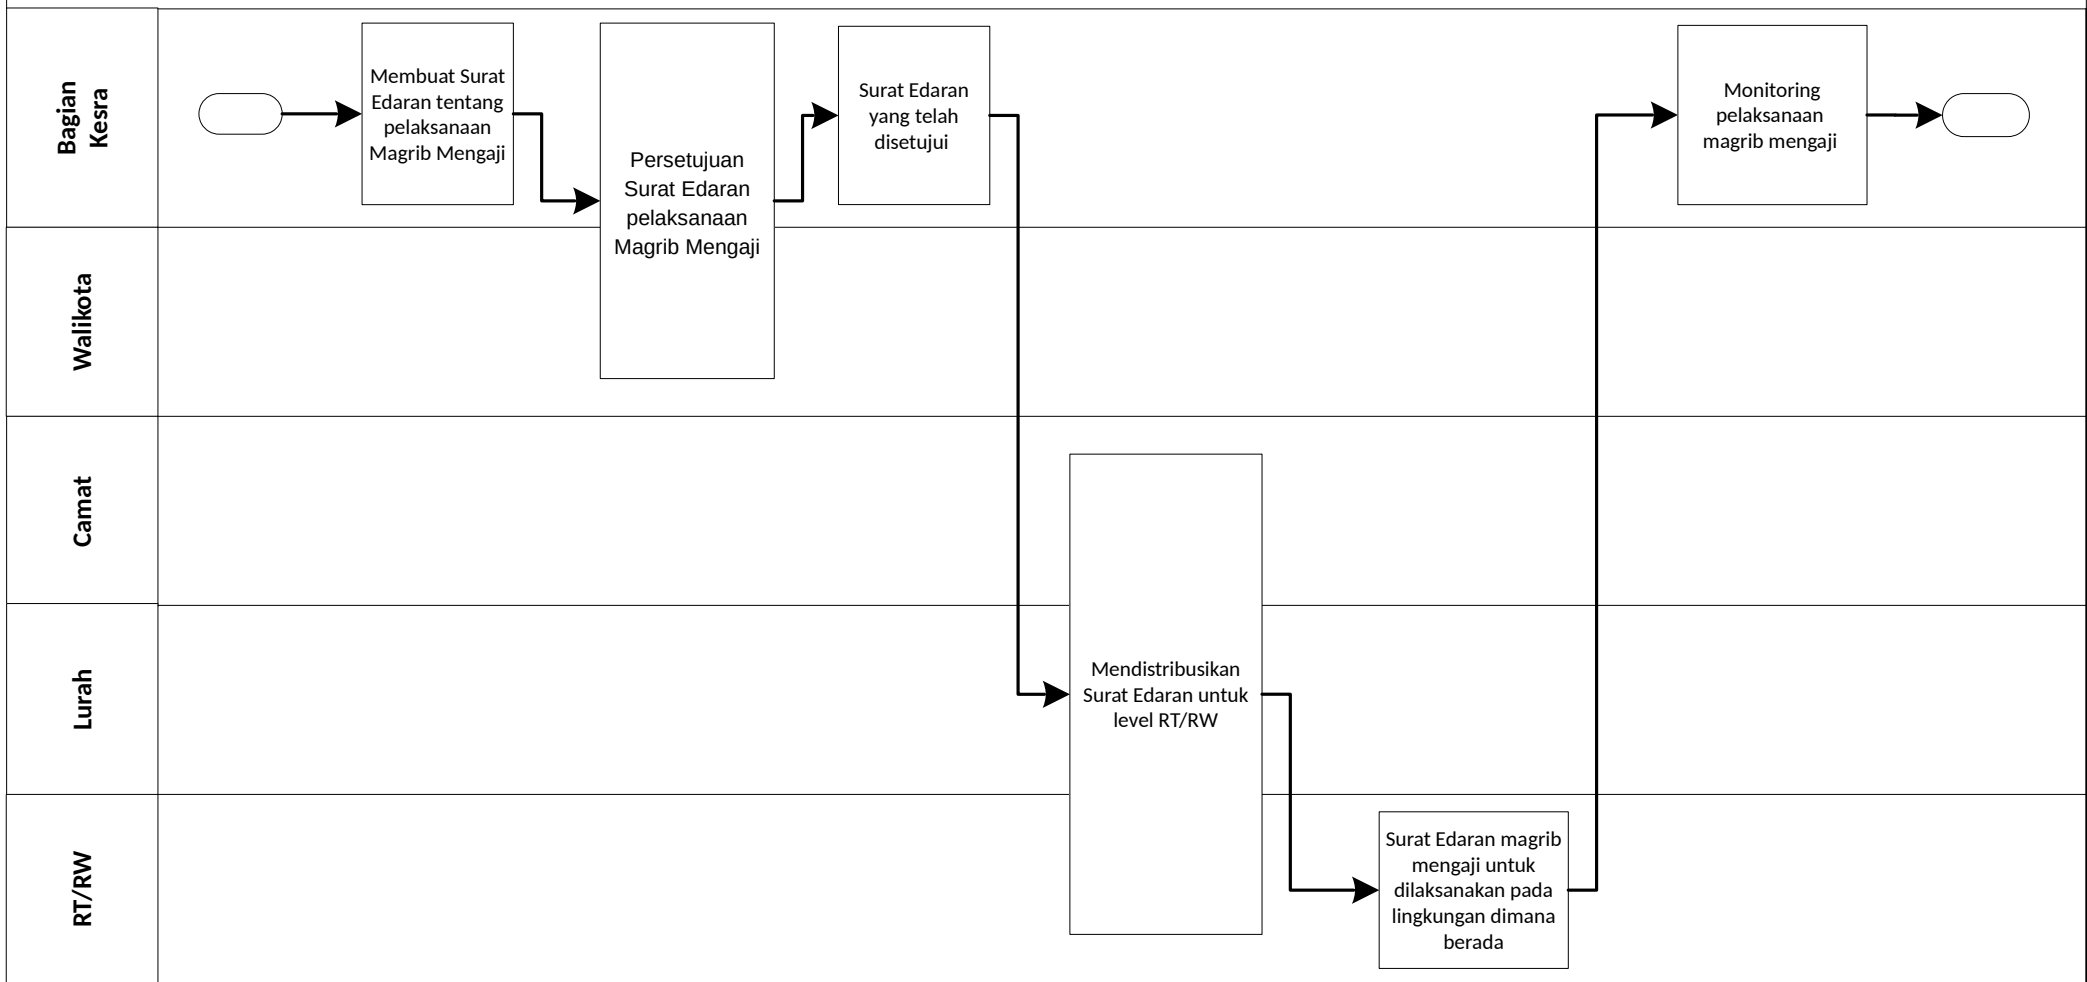 Bagian
Kesra
Membuat Surat
Edaran tentang
pelaksanaan
Magrib Mengaji
Persetujuan
Surat Edaran
pelaksanaan
Magrib Mengaji
Surat Edaran
yang telah
disetujui
Monitoring
pelaksanaan
magrib mengaji
Walikota
Camat
Lurah
Mendistribusikan
Surat Edaran untuk
level RT/RW
RT/RW
Surat Edaran magrib
mengaji untuk
dilaksanakan pada
lingkungan dimana
berada